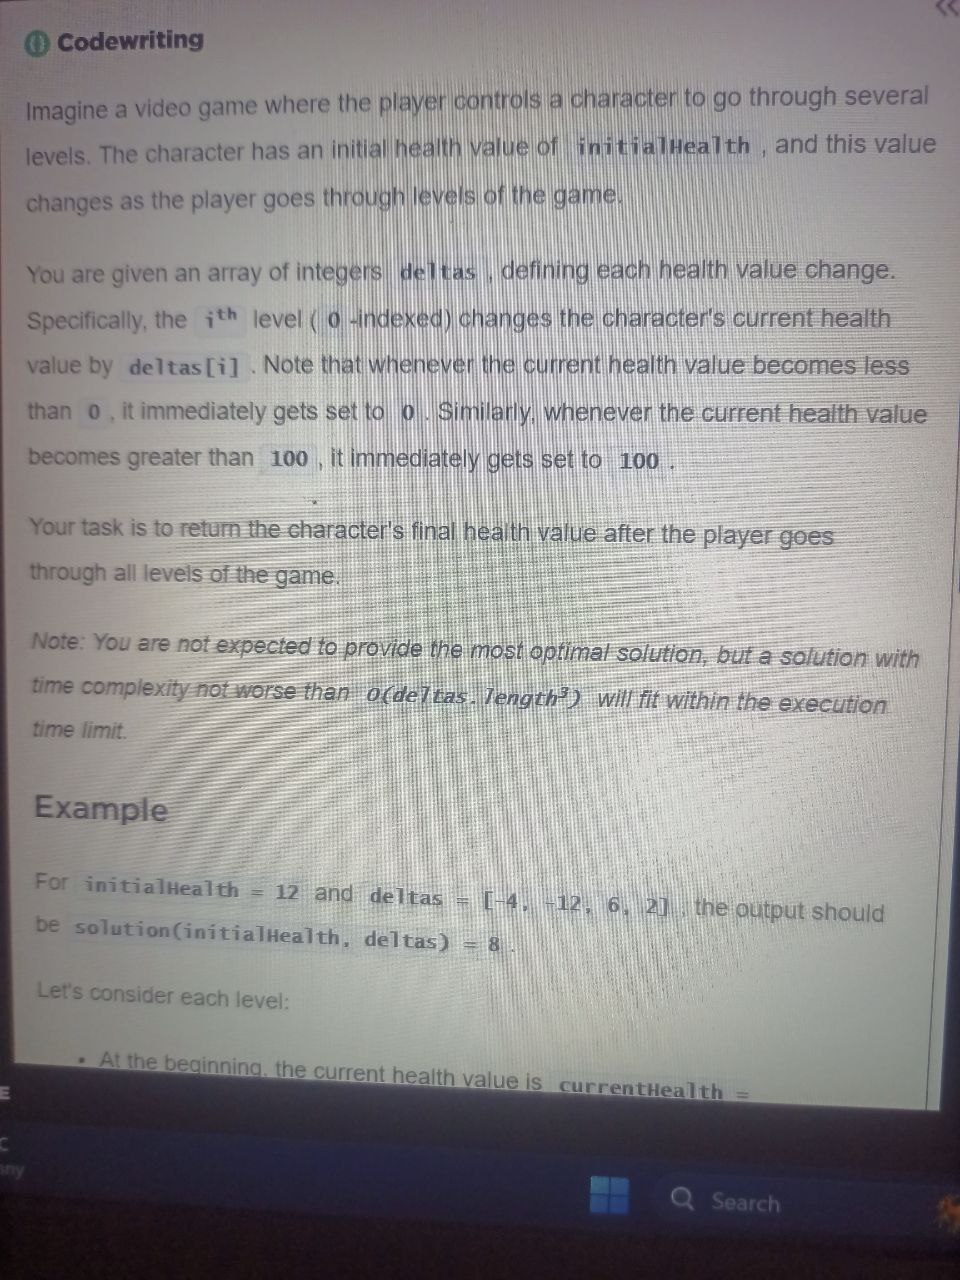 Codewriting
Imagine a video game where the player controls a character to go through several
levels. The character has an initial health value of initialHealth , and this value
changes as the player goes through levels of the game.
You are given an array of integers deltas , defining each health value change.
Specifically, the iᵗʰ level ( 0 -indexed) changes the character's current health
value by deltas[i] . Note that whenever the current health value becomes less
than 0 , it immediately gets set to 0 . Similarly, whenever the current health value
becomes greater than 100 , it immediately gets set to 100 .
Your task is to return the character's final health value after the player goes
through all levels of the game.
Note: You are not expected to provide the most optimal solution, but a solution with
time complexity not worse than O(deltas.length³) will fit within the execution
time limit.
Example
For initialHealth = 12 and deltas = [-4, -12, 6, 2] , the output should
be solution(initialHealth, deltas) = 8 .
Let's consider each level:
• At the beginning, the current health value is currentHealth =
Search